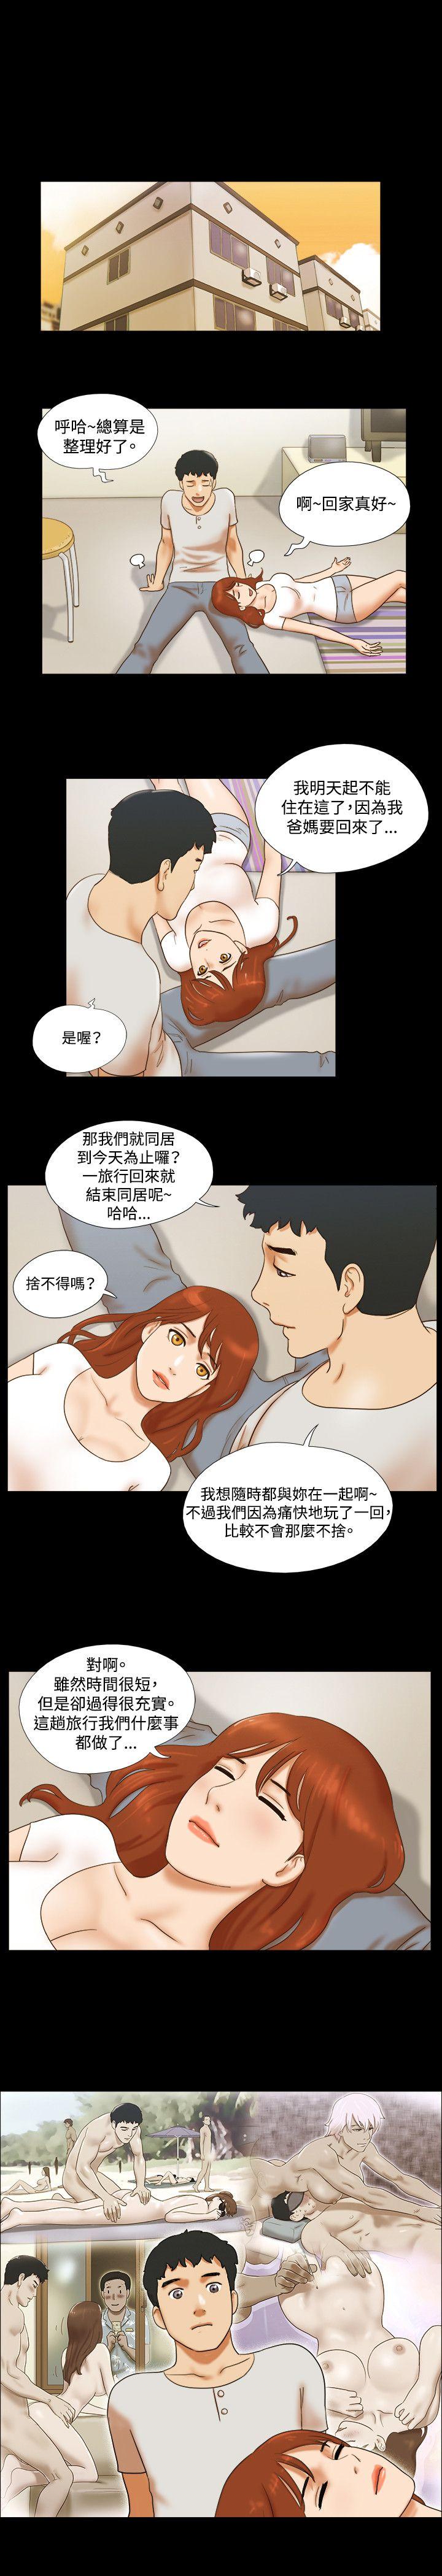 呼哈~總算是
整理好了。
啊~回家真好~
我明天起不能
住在這了，因為我
爸媽要回來了...
是喔？
那我們就同居
到今天為止囉？
一旅行回來就
結束同居呢~
哈哈...
捨不得嗎？
我想隨時都與妳在一起啊~
不過我們因為痛快地玩了一回，
比較不會那麼不捨。
對啊。
雖然時間很短，
但是卻過得很充實。
這趟旅行我們什麼事
都做了...